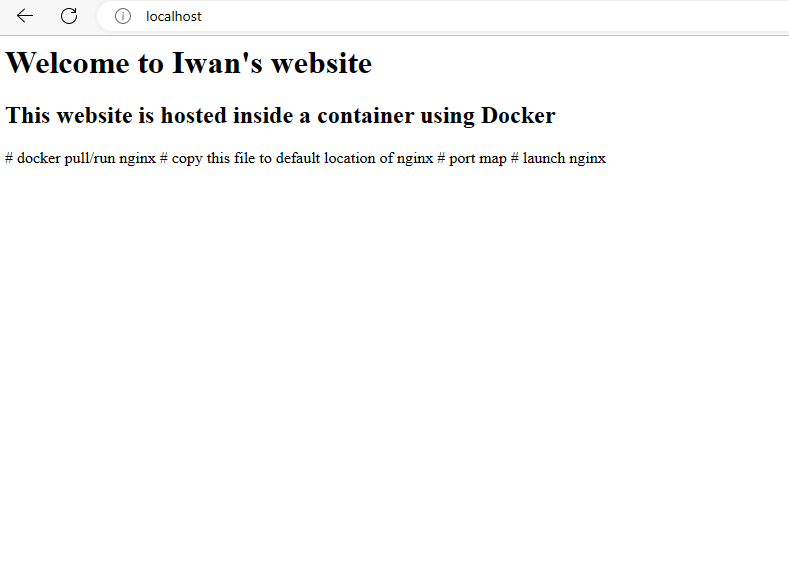 localhost
Welcome to Iwan's website
This website is hosted inside a container using Docker
# docker pull/run nginx # copy this file to default location of nginx # port map # launch nginx